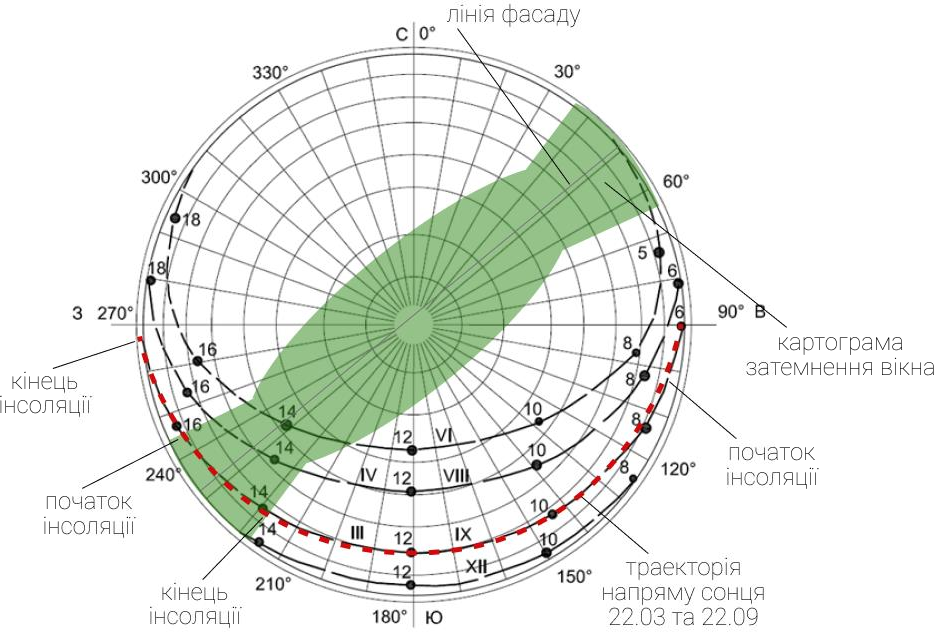 лінія фасаду
С 0°
330°
30°
300°
60°
18
5
18
6
З 270°
6
90° В
картограма
затемнення вікна
16
8
кінець
інсоляції
16
8
14
10
16
8
12
VI
початок
інсоляції
240°
14
10
8
120°
IV
VIII
12
початок
інсоляції
14
10
III
IX
14
12
10
XII
12
210°
150°
траекторія
напряму сонця
22.03 та 22.09
кінець
інсоляції
180° Ю